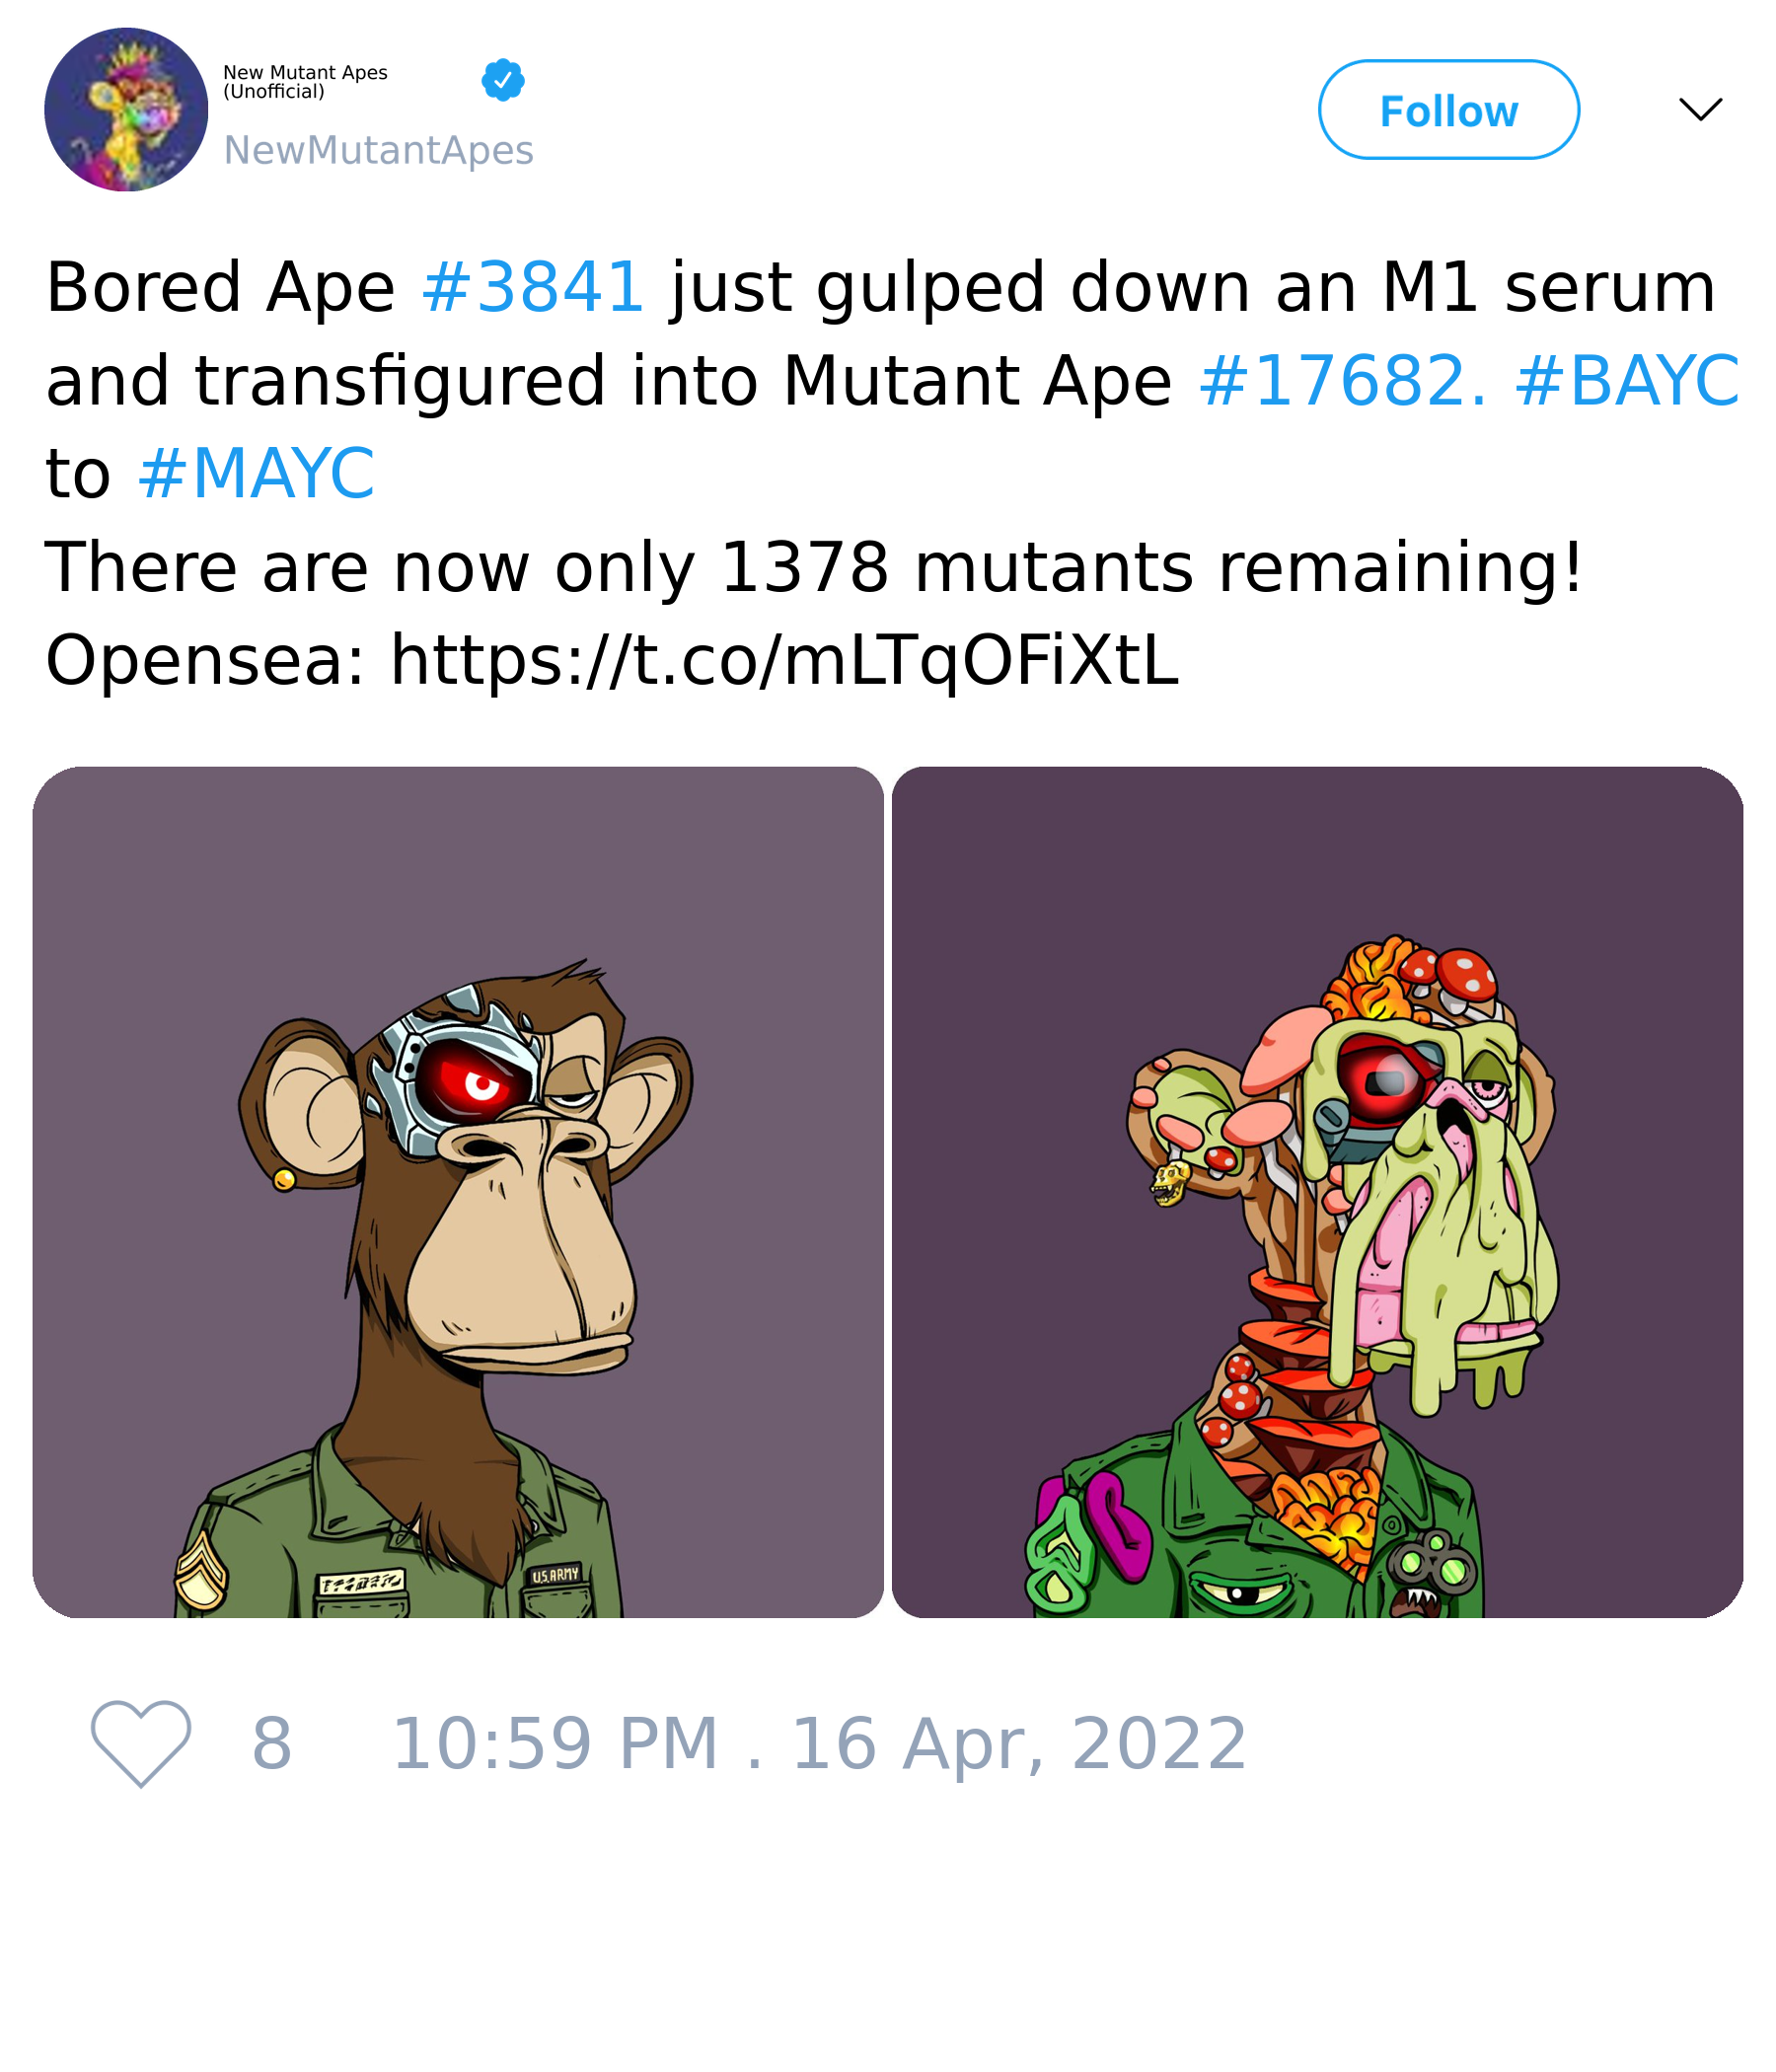 New Mutant Apes
(Unofficial)
NewMutantApes
Follow
Bored Ape #3841 just gulped down an M1 serum
and transfigured into Mutant Ape #17682. #BAYC
to #MAYC
There are now only 1378 mutants remaining!
Opensea: https://t.co/mLTqOFiXtL
U.S.ARMY
8
10:59 PM . 16 Apr, 2022